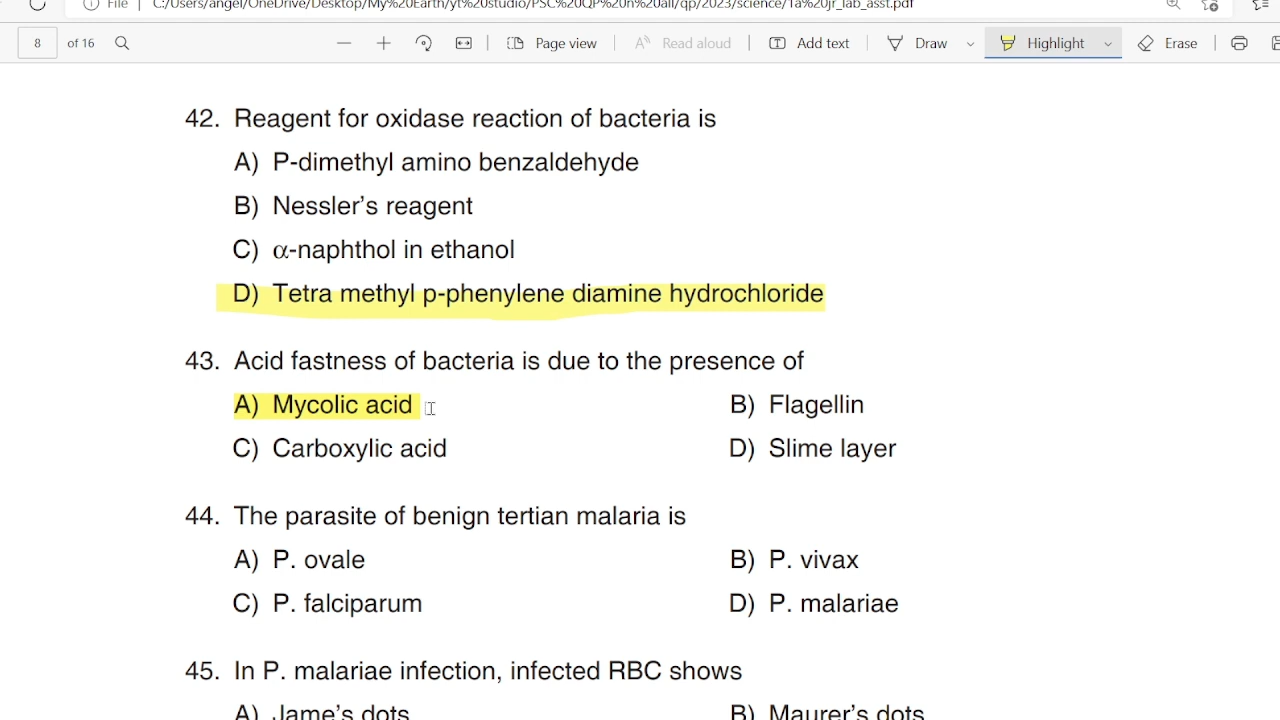 File | C:/Users/angel/OneDrive/Desktop/My%20Earth/yt%20studio/PSC%20QP%20n%20all/qp/2023/science/1a%20jr_lab_asst.pdf
8 of 16 Page view Read aloud Add text Draw Highlight Erase
42. Reagent for oxidase reaction of bacteria is
A) P-dimethyl amino benzaldehyde
B) Nessler's reagent
C) α-naphthol in ethanol
D) Tetra methyl p-phenylene diamine hydrochloride
43. Acid fastness of bacteria is due to the presence of
A) Mycolic acid B) Flagellin
C) Carboxylic acid D) Slime layer
44. The parasite of benign tertian malaria is
A) P. ovale B) P. vivax
C) P. falciparum D) P. malariae
45. In P. malariae infection, infected RBC shows
A) Jame's dots B) Maurer's dots